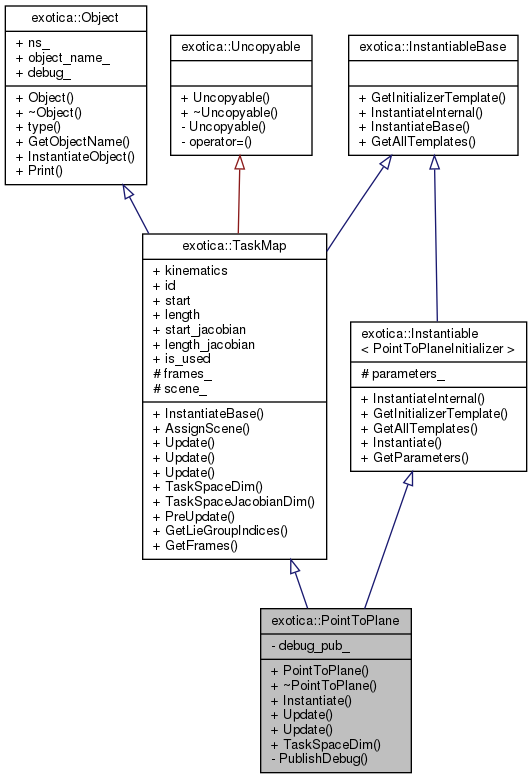 exotica::Object
+ ns_
+ object_name_
+ debug_
+ Object()
+ ~Object()
+ type()
+ GetObjectName()
+ InstantiateObject()
+ Print()
exotica::Uncopyable
+ Uncopyable()
+ ~Uncopyable()
- Uncopyable()
- operator=()
exotica::InstantiableBase
+ GetInitializerTemplate()
+ InstantiateInternal()
+ InstantiateBase()
+ GetAllTemplates()
exotica::TaskMap
+ kinematics
+ id
+ start
+ length
+ start_jacobian
+ length_jacobian
+ is_used
# frames_
# scene_
+ InstantiateBase()
+ AssignScene()
+ Update()
+ Update()
+ Update()
+ TaskSpaceDim()
+ TaskSpaceJacobianDim()
+ PreUpdate()
+ GetLieGroupIndices()
+ GetFrames()
exotica::Instantiable
< PointToPlaneInitializer >
# parameters_
+ InstantiateInternal()
+ GetInitializerTemplate()
+ GetAllTemplates()
+ Instantiate()
+ GetParameters()
exotica::PointToPlane
- debug_pub_
+ PointToPlane()
+ ~PointToPlane()
+ Instantiate()
+ Update()
+ Update()
+ TaskSpaceDim()
- PublishDebug()